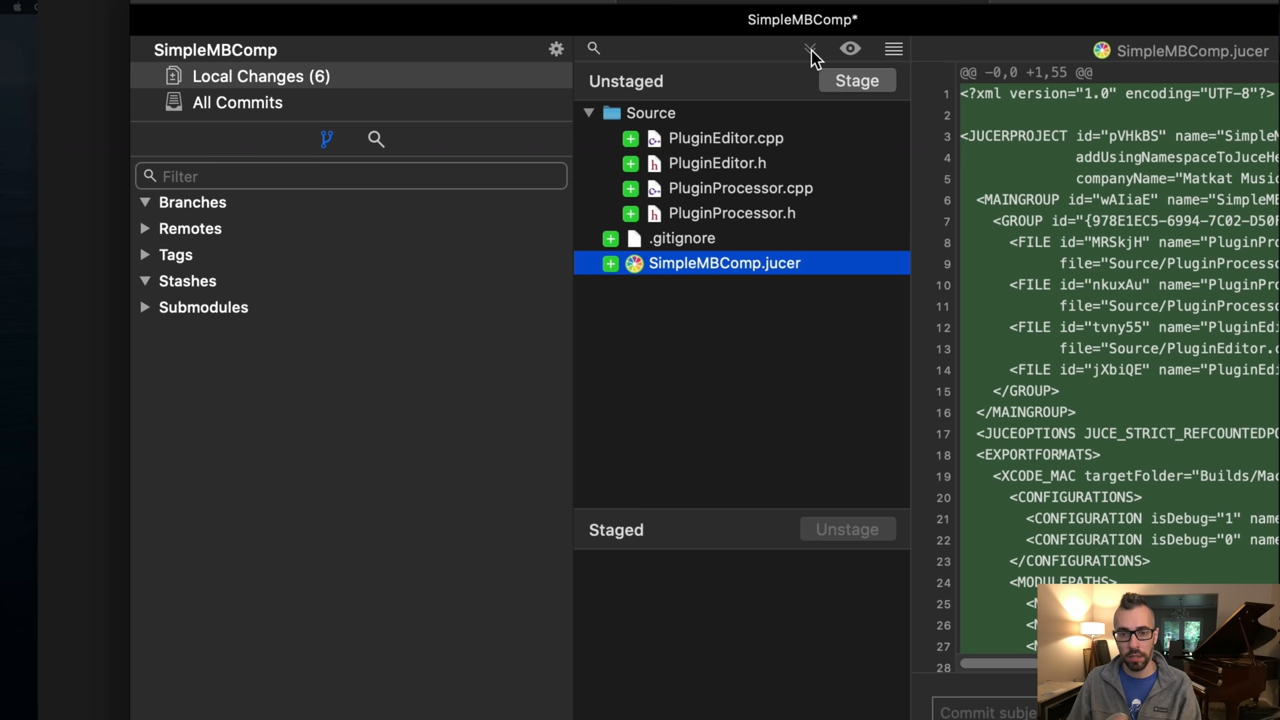 SimpleMBComp*
SimpleMBComp
Local Changes (6)
All Commits
Filter
Branches
Remotes
Tags
Stashes
Submodules
Unstaged
Stage
Source
PluginEditor.cpp
PluginEditor.h
PluginProcessor.cpp
PluginProcessor.h
.gitignore
SimpleMBComp.jucer
Staged
Unstage
SimpleMBComp.jucer
@@ -0,0 +1,55 @@
1 <?xml version="1.0" encoding="UTF-8"?>
2
3 <JUCERPROJECT id="pVHkBS" name="SimpleM
4 addUsingNamespaceToJuceHe
5 companyName="Matkat Musi
6 <MAINGROUP id="wAIiaE" name="SimpleMB
7 <GROUP id="{978E1EC5-6994-7C02-D50F
8 <FILE id="MRSkjH" name="PluginPro
9 file="Source/PluginProcesso
10 <FILE id="nkuxAu" name="PluginPro
11 file="Source/PluginProcesso
12 <FILE id="tvny55" name="PluginEdi
13 file="Source/PluginEditor.c
14 <FILE id="jXbiQE" name="PluginEdi
15 </GROUP>
16 </MAINGROUP>
17 <JUCEOPTIONS JUCE_STRICT_REFCOUNTEDPO
18 <EXPORTFORMATS>
19 <XCODE_MAC targetFolder="Builds/Mac
20 <CONFIGURATIONS>
21 <CONFIGURATION isDebug="1" name
22 <CONFIGURATION isDebug="0" name
23 </CONFIGURATIONS>
24 <MODULEPATHS>
25
26
27
28
Commit subje